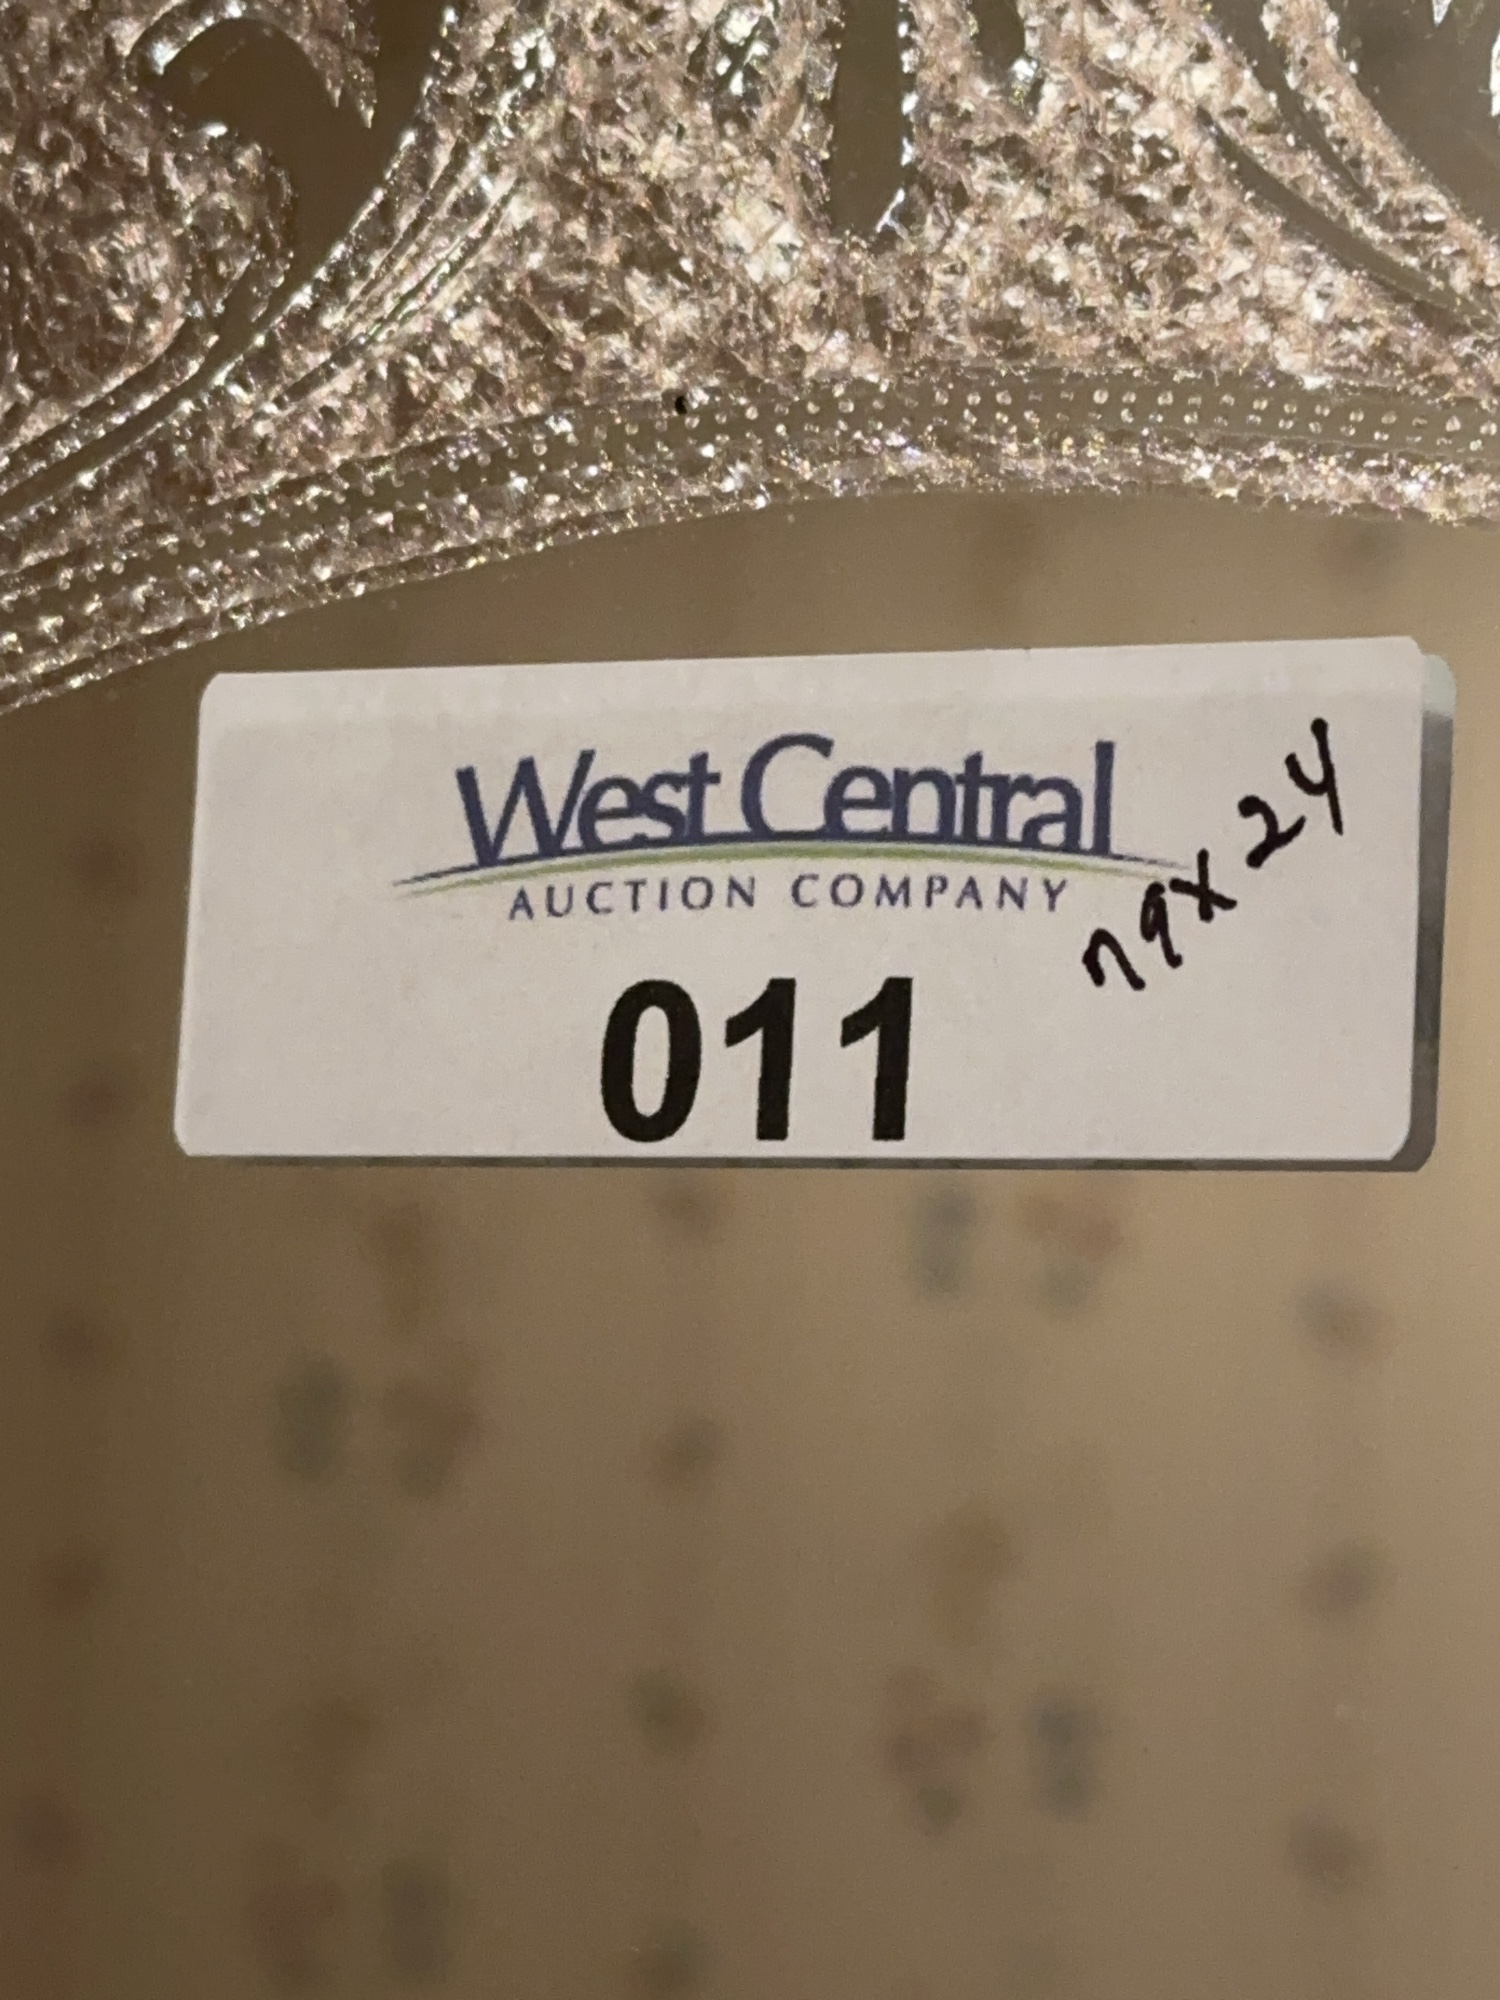 West Central
AUCTION COMPANY
79x24
011